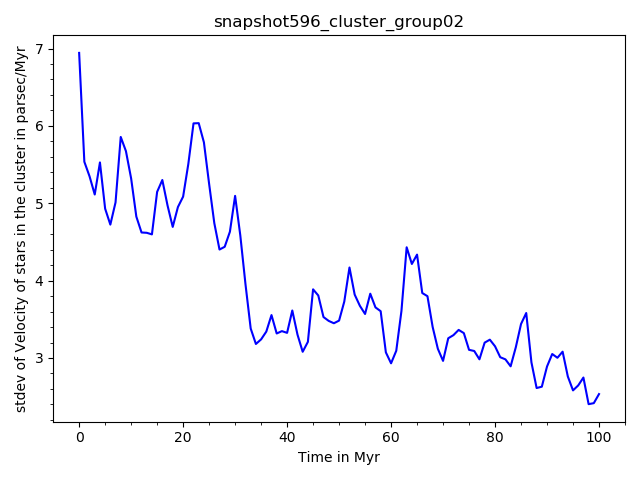 snapshot596_cluster_group02
stdev of Velocity of stars in the cluster in parsec/Myr
7
6
5
4
3
0 20 40 60 80 100
Time in Myr